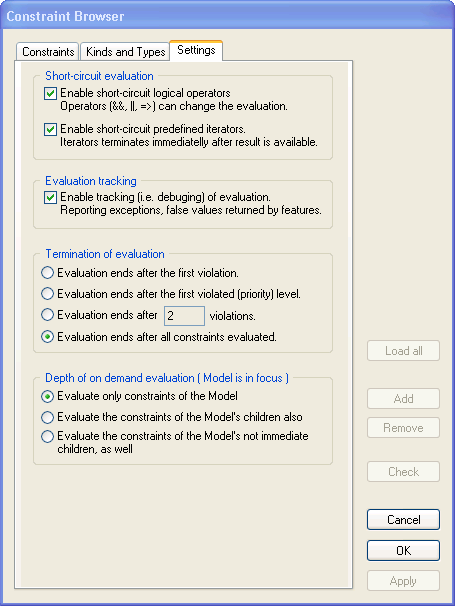 Constraint Browser
Constraints
Kinds and Types
Settings
Short-circuit evaluation
Enable short-circuit logical operators
Operators (&&, ||, =>) can change the evaluation.
Enable short-circuit predefined iterators.
Iterators terminates immediatelly after result is available.
Evaluation tracking
Enable tracking (i.e. debuging) of evaluation.
Reporting exceptions, false values returned by features.
Termination of evaluation
Evaluation ends after the first violation.
Evaluation ends after the first violated (priority) level.
Evaluation ends after 2 violations.
Evaluation ends after all constraints evaluated.
Depth of on demand evaluation ( Model is in focus )
Evaluate only constraints of the Model
Evaluate the constraints of the Model's children also
Evaluate the constraints of the Model's not immediate
children, as well
Load all
Add
Remove
Check
Cancel
OK
Apply